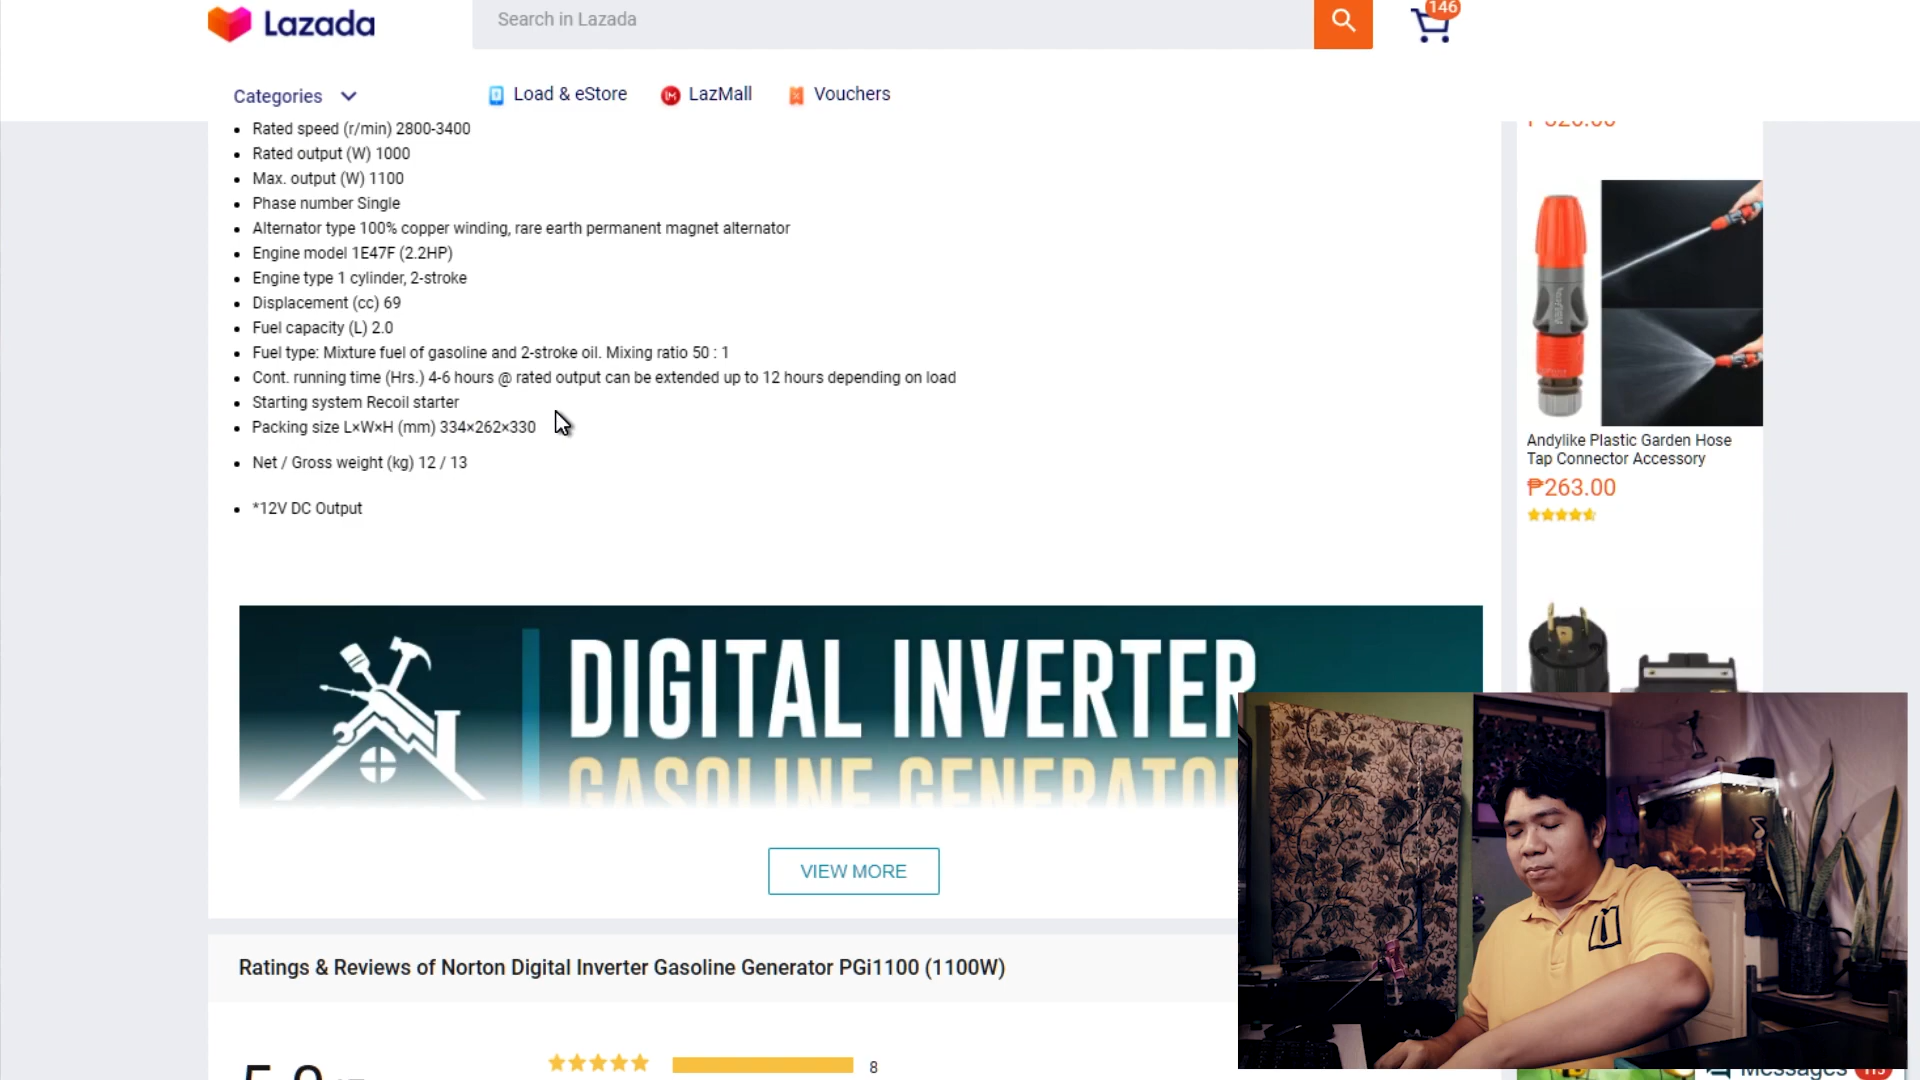 Lazada
Search in Lazada
146
Categories
Load & eStore
LazMall
Vouchers
Rated speed (r/min) 2800-3400
Rated output (W) 1000
Max. output (W) 1100
Phase number Single
Alternator type 100% copper winding, rare earth permanent magnet alternator
Engine model 1E47F (2.2HP)
Engine type 1 cylinder, 2-stroke
Displacement (cc) 69
Fuel capacity (L) 2.0
Fuel type: Mixture fuel of gasoline and 2-stroke oil. Mixing ratio 50 : 1
Cont. running time (Hrs.) 4-6 hours @ rated output can be extended up to 12 hours depending on load
Starting system Recoil starter
Packing size L×W×H (mm) 334×262×330
Net / Gross weight (kg) 12 / 13
*12V DC Output
Andylike Plastic Garden Hose
Tap Connector Accessory
₱263.00
DIGITAL INVERTER
GASOLINE GENERATOR
VIEW MORE
Ratings & Reviews of Norton Digital Inverter Gasoline Generator PGi1100 (1100W)
8
Messages